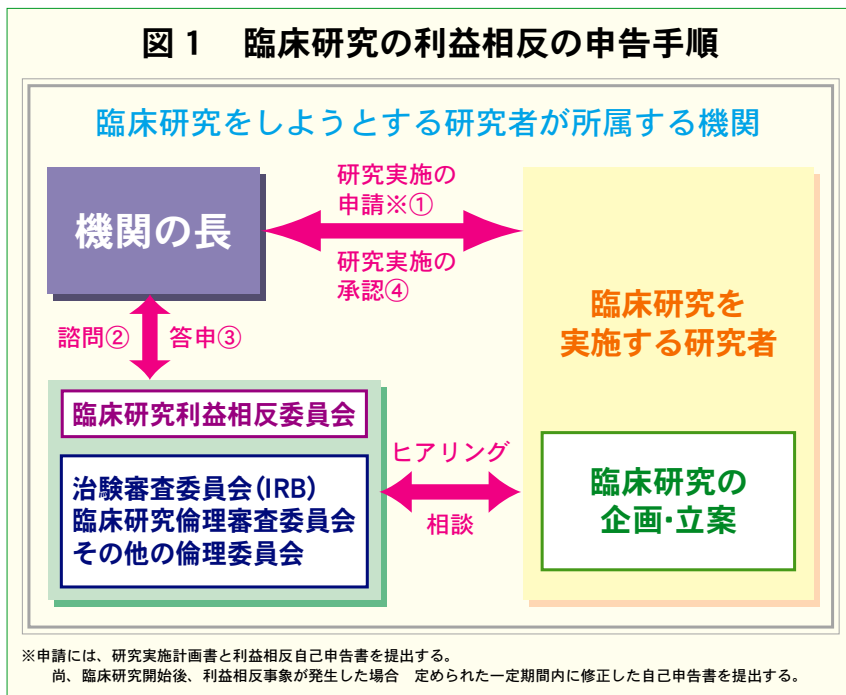 図1 臨床研究の利益相反の申告手順
臨床研究をしようとする研究者が所属する機関
機関の長
研究実施の
申請※①
研究実施の
承認④
諮問② 答申③
臨床研究を
実施する研究者
臨床研究利益相反委員会
治験審査委員会(IRB)
臨床研究倫理審査委員会
その他の倫理委員会
ヒアリング
相談
臨床研究の
企画・立案
※申請には、研究実施計画書と利益相反自己申告書を提出する。
尚、臨床研究開始後、利益相反事象が発生した場合 定められた一定期間内に修正した自己申告書を提出する。